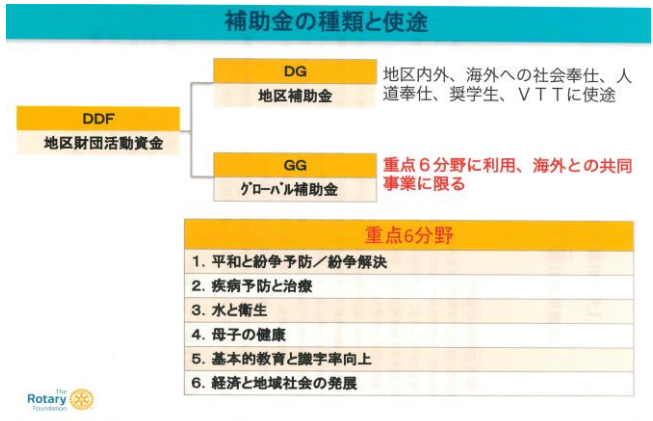 補助金の種類と使途
DG
地区補助金
地区内外、海外への社会奉仕、人
道奉仕、奨学生、VTTに使途
DDF
地区財団活動資金
GG
グローバル補助金
重点6分野に利用、海外との共同
事業に限る
重点6分野
1. 平和と紛争予防／紛争解決
2. 疾病予防と治療
3. 水と衛生
4. 母子の健康
5. 基本的教育と識字率向上
6. 経済と地域社会の発展
The
Rotary
Foundation